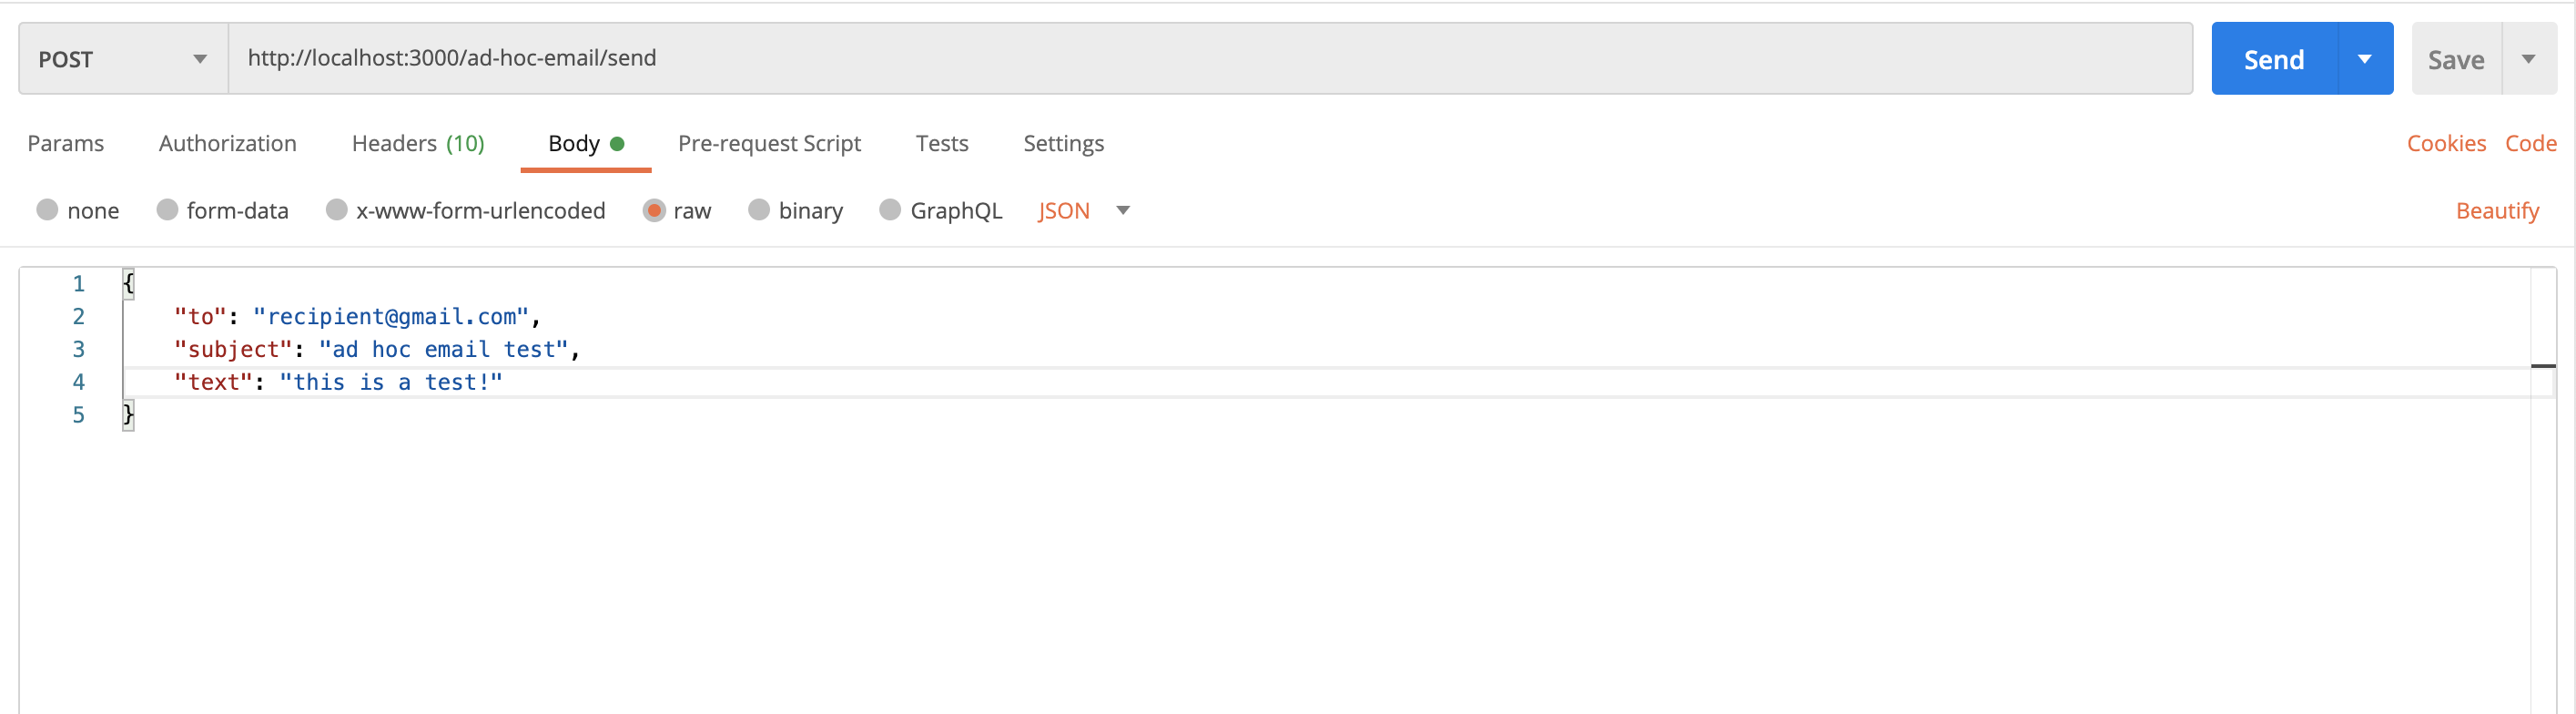 POST http://localhost:3000/ad-hoc-email/send Send Save
Params Authorization Headers (10) Body Pre-request Script Tests Settings Cookies Code
none form-data x-www-form-urlencoded raw binary GraphQL JSON Beautify
1 {
2 "to": "recipient@gmail.com",
3 "subject": "ad hoc email test",
4 "text": "this is a test!"
5 }